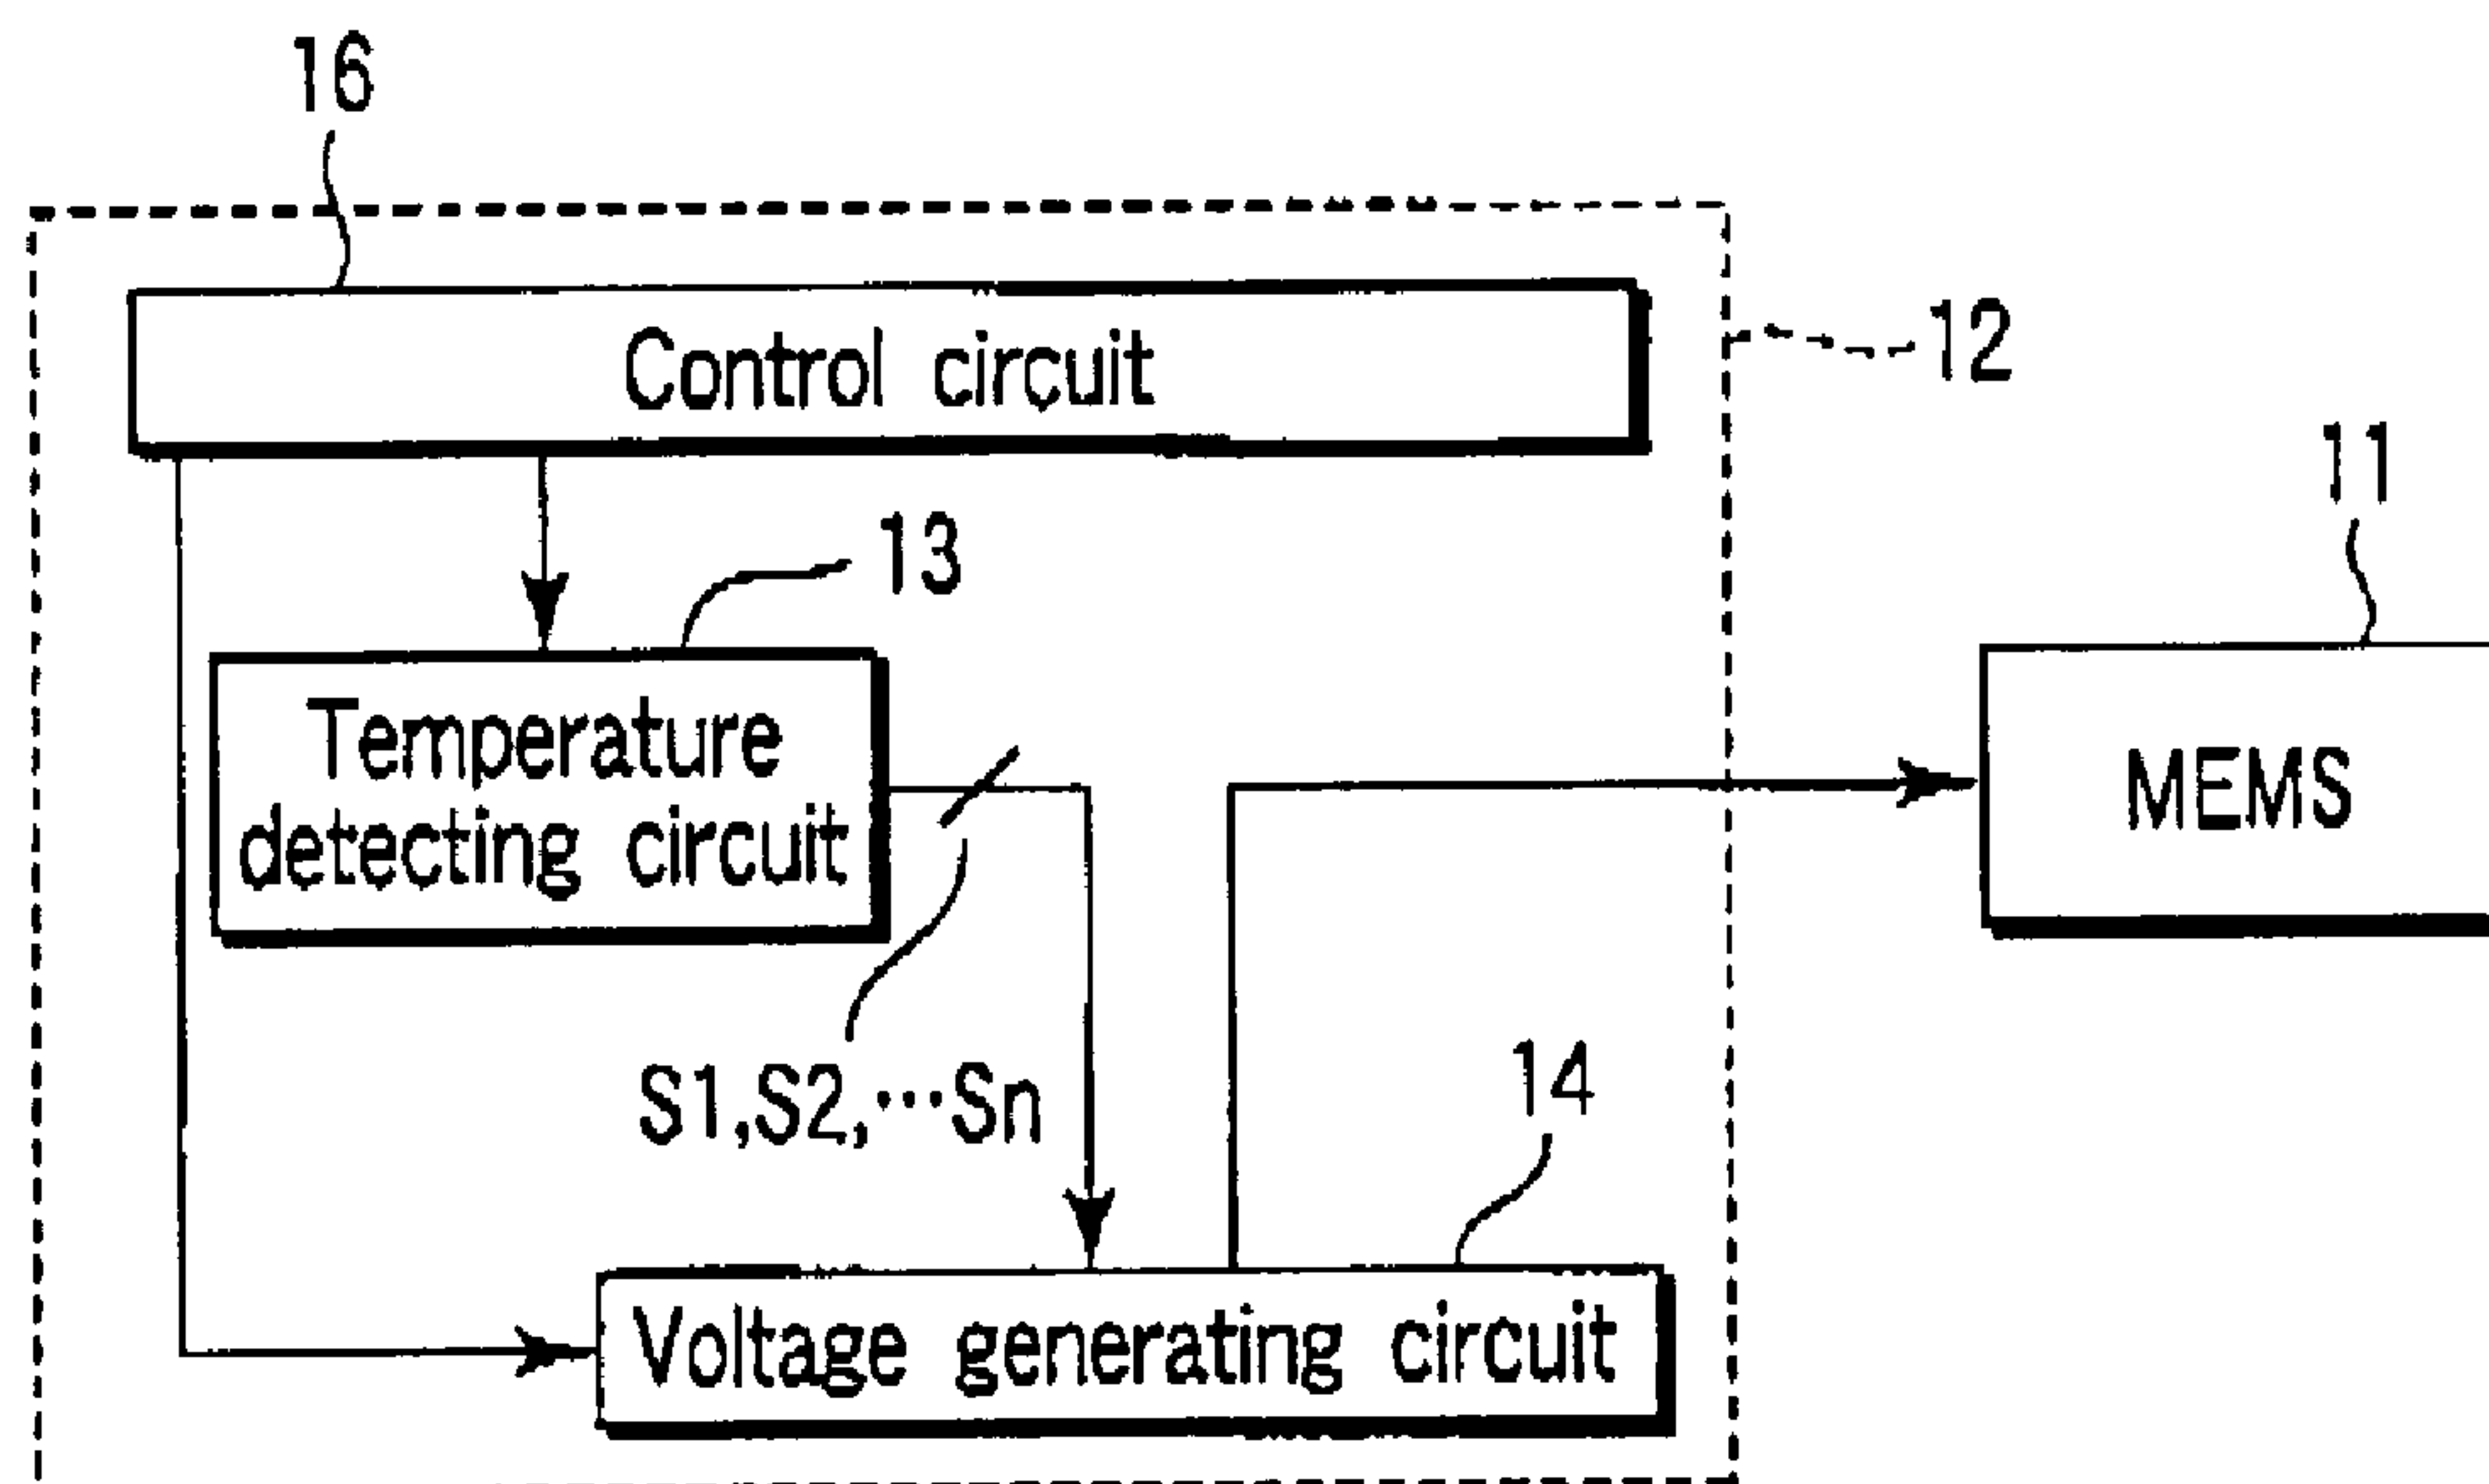 16
Control circuit
12
11
13
Temperature
detecting circuit
MEMS
S1,S2,···Sn
14
Voltage generating circuit